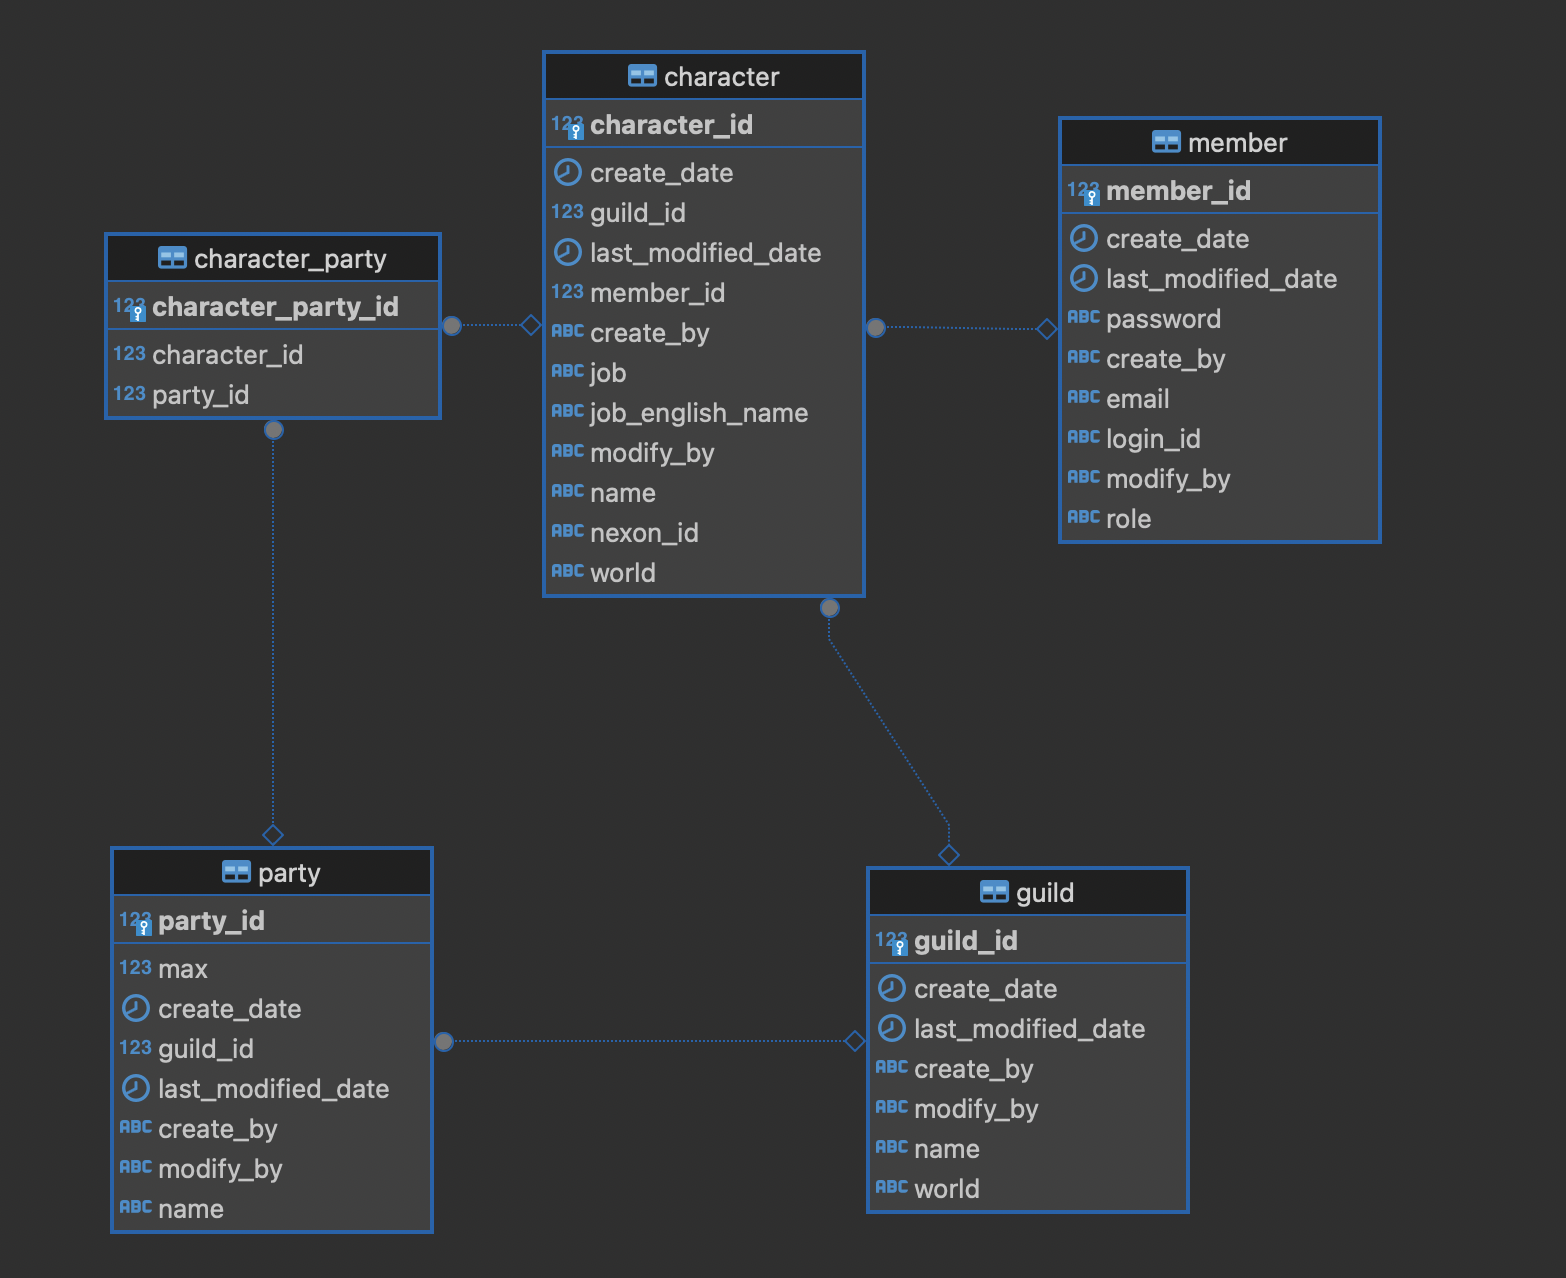 character
123 character_id
create_date
123 guild_id
last_modified_date
123 member_id
ABC create_by
ABC job
ABC job_english_name
ABC modify_by
ABC name
ABC nexon_id
ABC world
member
123 member_id
create_date
last_modified_date
ABC password
ABC create_by
ABC email
ABC login_id
ABC modify_by
ABC role
character_party
123 character_party_id
123 character_id
123 party_id
party
123 party_id
123 max
create_date
123 guild_id
last_modified_date
ABC create_by
ABC modify_by
ABC name
guild
123 guild_id
create_date
last_modified_date
ABC create_by
ABC modify_by
ABC name
ABC world